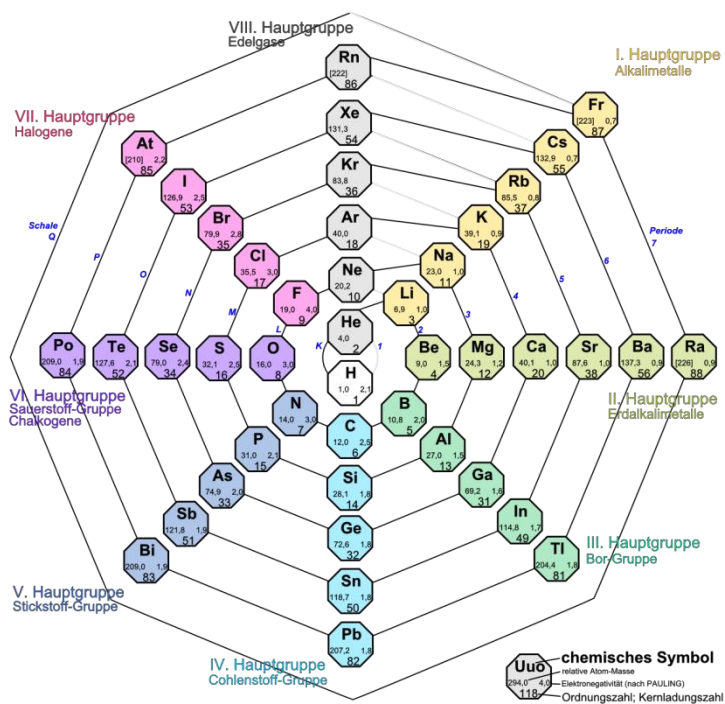 VIII. Hauptgruppe
Edelgase
I. Hauptgruppe
Alkalimetalle
VII. Hauptgruppe
Halogene
Rn
[222]
86
Fr
[223] 0,7
87
Xe
131,3
54
At
[210] 2,2
85
Cs
132,9 0,7
55
Kr
83,8
36
I
126,9 2,5
53
Rb
85,5 0,8
37
Br
79,9 2,8
35
Ar
40,0
18
K
39,1 0,9
19
Schale
Q
P
O
N
M
L
K
Periode
7
6
5
4
3
2
1
Cl
35,5 3,0
17
Ne
20,2
10
Na
23,0 1,0
11
F
19,0 4,0
9
Li
6,9 1,0
3
He
4,0
2
Po
209,0 1,9
84
Te
127,6 2,1
52
Se
79,0 2,4
34
S
32,1 2,5
16
O
16,0 3,0
8
Be
9,0 1,5
4
Mg
24,3 1,2
12
Ca
40,1 1,0
20
Sr
87,6 1,0
38
Ba
137,3 0,9
56
Ra
[226] 0,9
88
H
1,0 2,1
1
VI. Hauptgruppe
Sauerstoff-Gruppe
Chalkogene
II. Hauptgruppe
Erdalkalimetalle
N
14,0 3,0
7
B
10,8 2,0
5
C
12,0 2,5
6
P
31,0 2,1
15
Al
27,0 1,5
13
Si
28,1 1,8
14
As
74,9 2,0
33
Ga
69,2 1,6
31
Ge
72,6 1,8
32
Sb
121,8 1,9
51
In
114,8 1,7
49
Sn
118,7 1,8
50
Bi
209,0 1,9
83
Tl
204,4 1,8
81
III. Hauptgruppe
Bor-Gruppe
V. Hauptgruppe
Stickstoff-Gruppe
Pb
207,2 1,8
82
IV. Hauptgruppe
Cohlenstoff-Gruppe
Uuo
294,0 4,0
118
chemisches Symbol
relative Atom-Masse
Elektronegativität (nach PAULING)
Ordnungszahl; Kernladungszahl